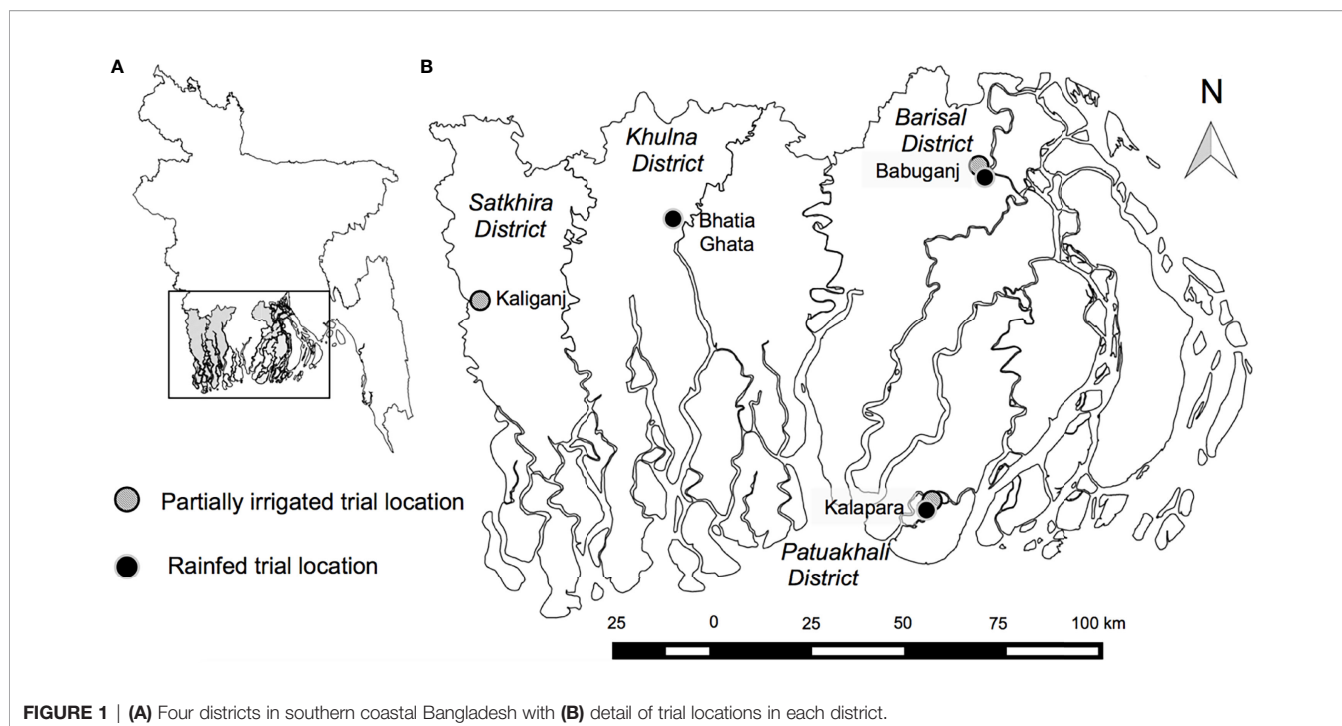 A
B
N
Barisal
District
Khulna
District
Babuganj
Satkhira
District
Bhatia
Ghata
Kaliganj
Partially irrigated trial location
Kalapara
Rainfed trial location
Patuakhali
District
25 0 50 75 100 km
FIGURE 1 | (A) Four districts in southern coastal Bangladesh with (B) detail of trial locations in each district.